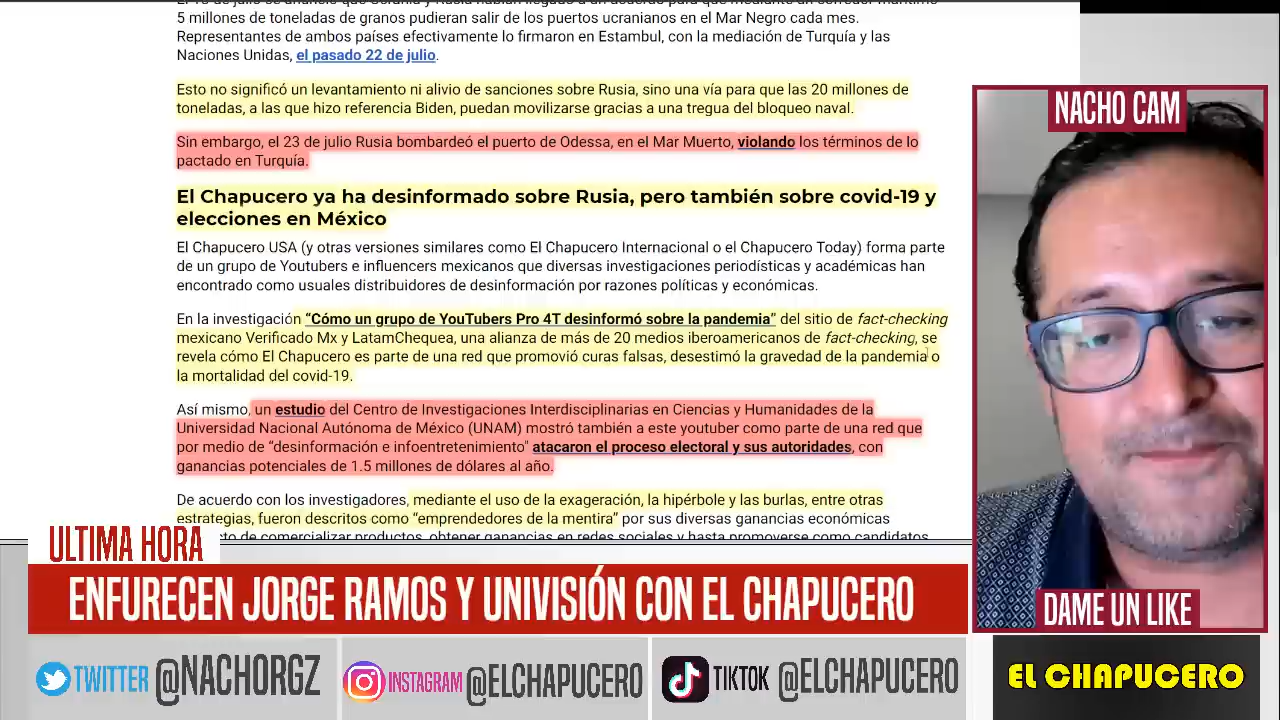 5 millones de toneladas de granos pudieran salir de los puertos ucranianos en el Mar Negro cada mes.
Representantes de ambos países efectivamente lo firmaron en Estambul, con la mediación de Turquía y las
Naciones Unidas, el pasado 22 de julio.
Esto no significó un levantamiento ni alivio de sanciones sobre Rusia, sino una vía para que las 20 millones de
toneladas, a las que hizo referencia Biden, puedan movilizarse gracias a una tregua del bloqueo naval.
Sin embargo, el 23 de julio Rusia bombardeó el puerto de Odessa, en el Mar Muerto, violando los términos de lo
pactado en Turquía.
El Chapucero ya ha desinformado sobre Rusia, pero también sobre covid-19 y
elecciones en México
El Chapucero USA (y otras versiones similares como El Chapucero Internacional o el Chapucero Today) forma parte
de un grupo de Youtubers e influencers mexicanos que diversas investigaciones periodísticas y académicas han
encontrado como usuales distribuidores de desinformación por razones políticas y económicas.
En la investigación “Cómo un grupo de YouTubers Pro 4T desinformó sobre la pandemia” del sitio de fact-checking
mexicano Verificado Mx y LatamChequea, una alianza de más de 20 medios iberoamericanos de fact-checking, se
revela cómo El Chapucero es parte de una red que promovió curas falsas, desestimó la gravedad de la pandemia o
la mortalidad del covid-19.
Así mismo, un estudio del Centro de Investigaciones Interdisciplinarias en Ciencias y Humanidades de la
Universidad Nacional Autónoma de México (UNAM) mostró también a este youtuber como parte de una red que
por medio de “desinformación e infoentretenimiento" atacaron el proceso electoral y sus autoridades, con
ganancias potenciales de 1.5 millones de dólares al año.
De acuerdo con los investigadores, mediante el uso de la exageración, la hipérbole y las burlas, entre otras
estrategias, fueron descritos como “emprendedores de la mentira” por sus diversas ganancias económicas
de comercializar productos, obtener ganancias en redes sociales y hasta promoverse como candidatos
NACHO CAM
DAME UN LIKE
ULTIMA HORA
ENFURECEN JORGE RAMOS Y UNIVISIÓN CON EL CHAPUCERO
TWITTER @NACHORGZ
INSTAGRAM @ELCHAPUCERO
TIKTOK @ELCHAPUCERO
EL CHAPUCERO